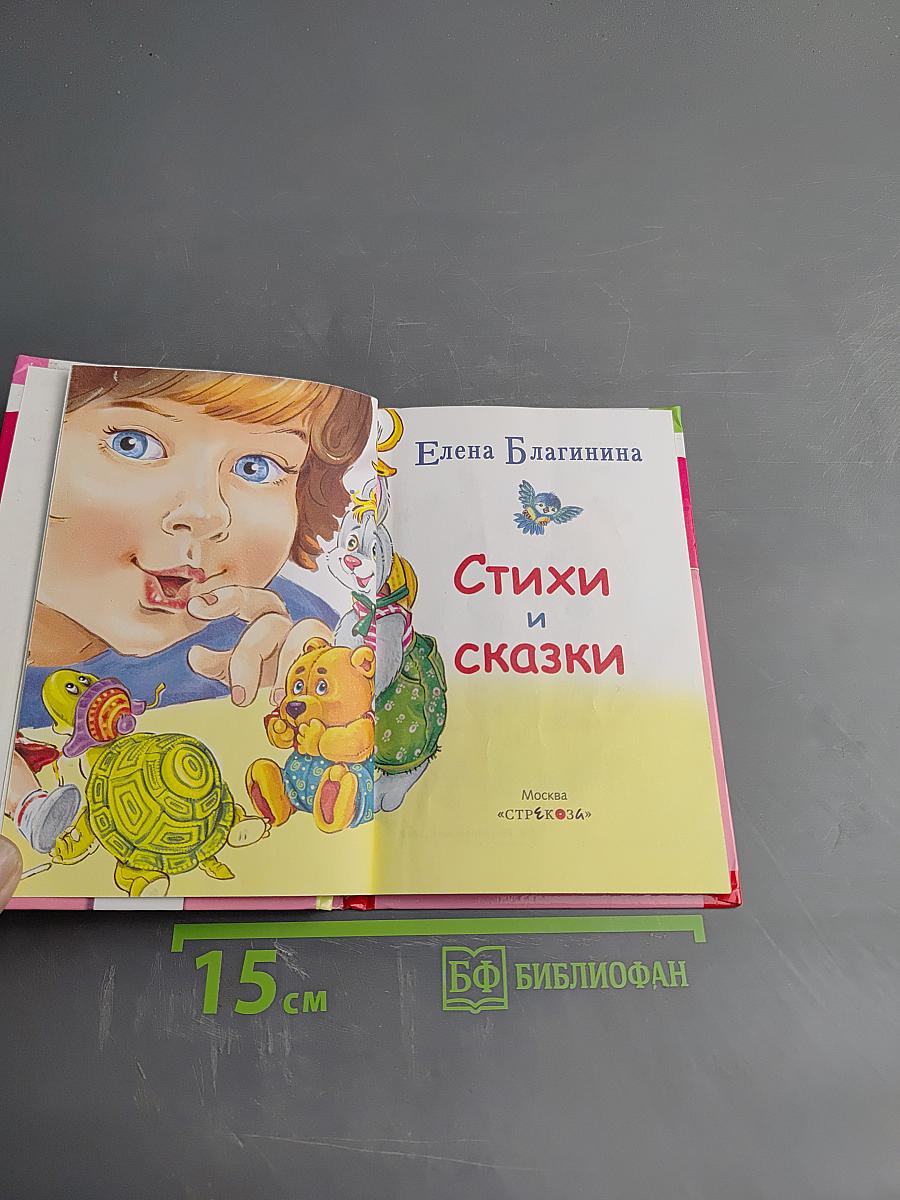 Елена Благинина
Стихи
и
сказки
Москва
«СТРЕКОЗА»
15 см
БФ БИБЛИОФАН